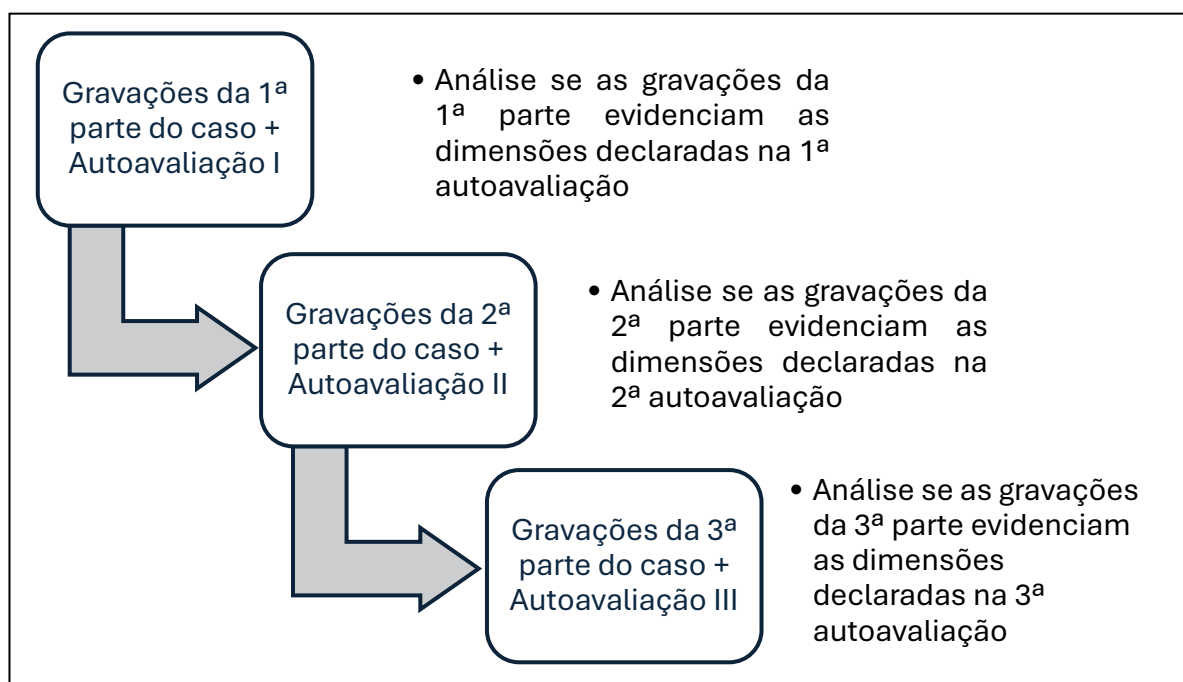 Gravações da 1ª
parte do caso +
Autoavaliação I
• Análise se as gravações da
1ª parte evidenciam as
dimensões declaradas na 1ª
autoavaliação
Gravações da 2ª
parte do caso +
Autoavaliação II
• Análise se as gravações da
2ª parte evidenciam as
dimensões declaradas na
2ª autoavaliação
Gravações da 3ª
parte do caso +
Autoavaliação III
• Análise se as gravações
da 3ª parte evidenciam
as dimensões
declaradas na 3ª
autoavaliação